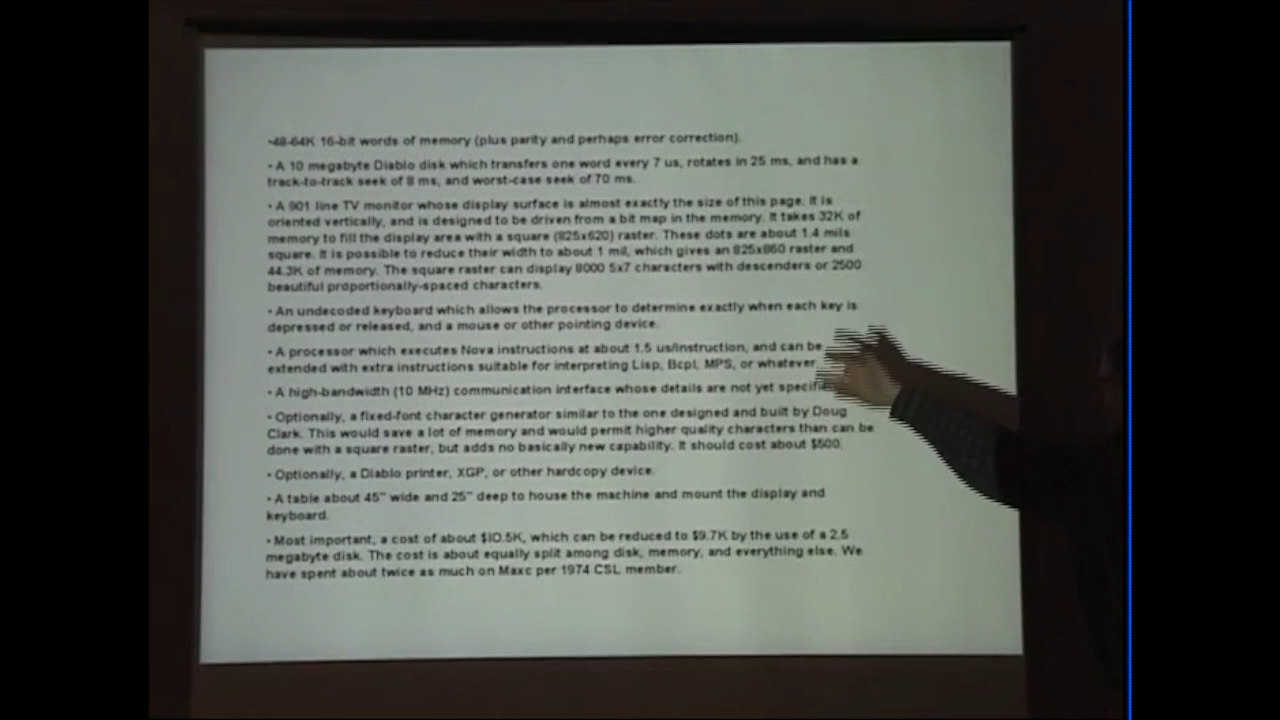 •48-64K 16-bit words of memory (plus parity and perhaps error correction).
• A 10 megabyte Diablo disk which transfers one word every 7 us, rotates in 25 ms, and has a
track-to-track seek of 8 ms, and worst-case seek of 70 ms.
• A 901 line TV monitor whose display surface is almost exactly the size of this page. It is
oriented vertically, and is designed to be driven from a bit map in the memory. It takes 32K of
memory to fill the display area with a square (825x620) raster. These dots are about 1.4 mils
square. It is possible to reduce their width to about 1 mil, which gives an 825x860 raster and
44.3K of memory. The square raster can display 8000 5x7 characters with descenders or 2500
beautiful proportionally-spaced characters.
• An undecoded keyboard which allows the processor to determine exactly when each key is
depressed or released, and a mouse or other pointing device.
• A processor which executes Nova instructions at about 1.5 us/instruction, and can be
extended with extra instructions suitable for interpreting Lisp, Bcpl, MPS, or whatever
• A high-bandwidth (10 MHz) communication interface whose details are not yet
• Optionally, a fixed-font character generator similar to the one designed and built by Doug
Clark. This would save a lot of memory and would permit higher quality characters than can be
done with a square raster, but adds no basically new capability. It should cost about $500.
• Optionally, a Diablo printer, XGP, or other hardcopy device.
• A table about 45" wide and 25" deep to house the machine and mount the display and
keyboard.
• Most important, a cost of about $10.5K, which can be reduced to $9.7K by the use of a 2.5
megabyte disk. The cost is about equally split among disk, memory, and everything else. We
have spent about twice as much on Maxc per 1974 CSL member.